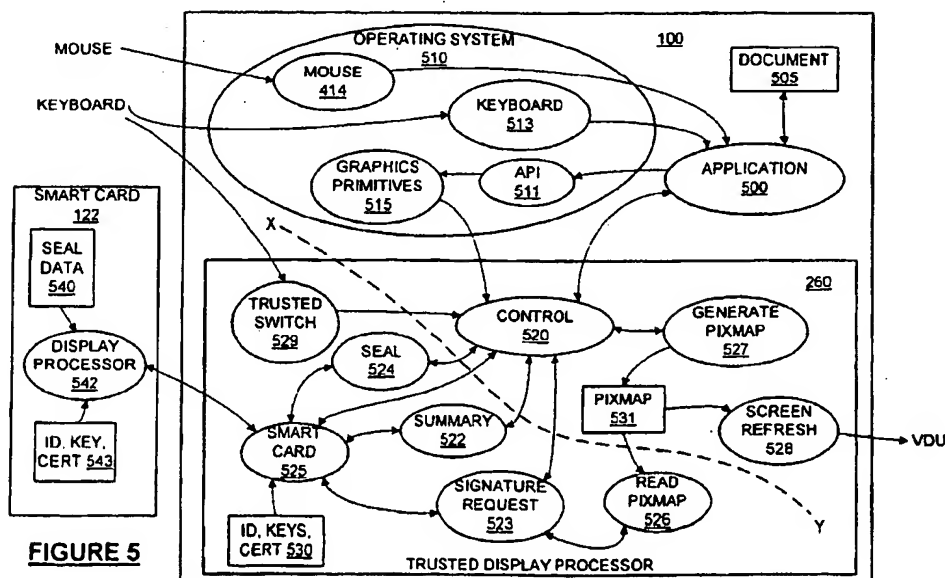 MOUSE
KEYBOARD
OPERATING SYSTEM
510
100
MOUSE
414
KEYBOARD
513
GRAPHICS
PRIMITIVES
515
API
511
DOCUMENT
505
APPLICATION
500
SMART CARD
122
SEAL
DATA
540
DISPLAY
PROCESSOR
542
ID, KEY,
CERT 543
X
260
TRUSTED
SWITCH
529
CONTROL
520
GENERATE
PIXMAP
527
SEAL
524
PIXMAP
531
SCREEN
REFRESH
528
VDU
SMART
CARD
525
SUMMARY
522
SIGNATURE
REQUEST
523
READ
PIXMAP
526
Y
ID, KEYS,
CERT 530
TRUSTED DISPLAY PROCESSOR
FIGURE 5